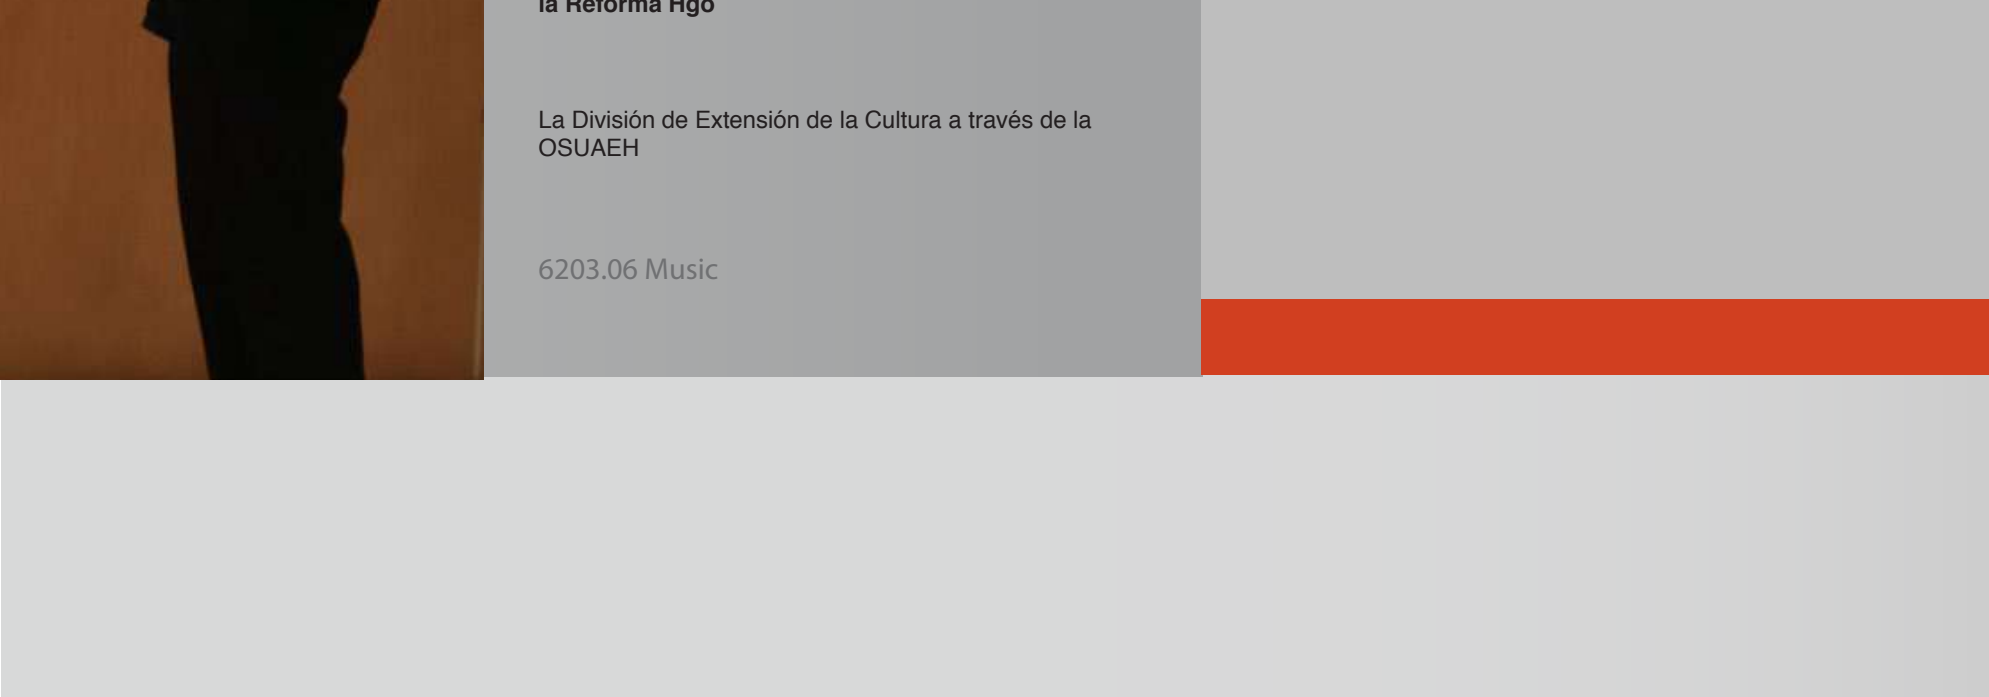 la Reforma Hgo
La División de Extensión de la Cultura a través de la
OSUAEH
6203.06 Music